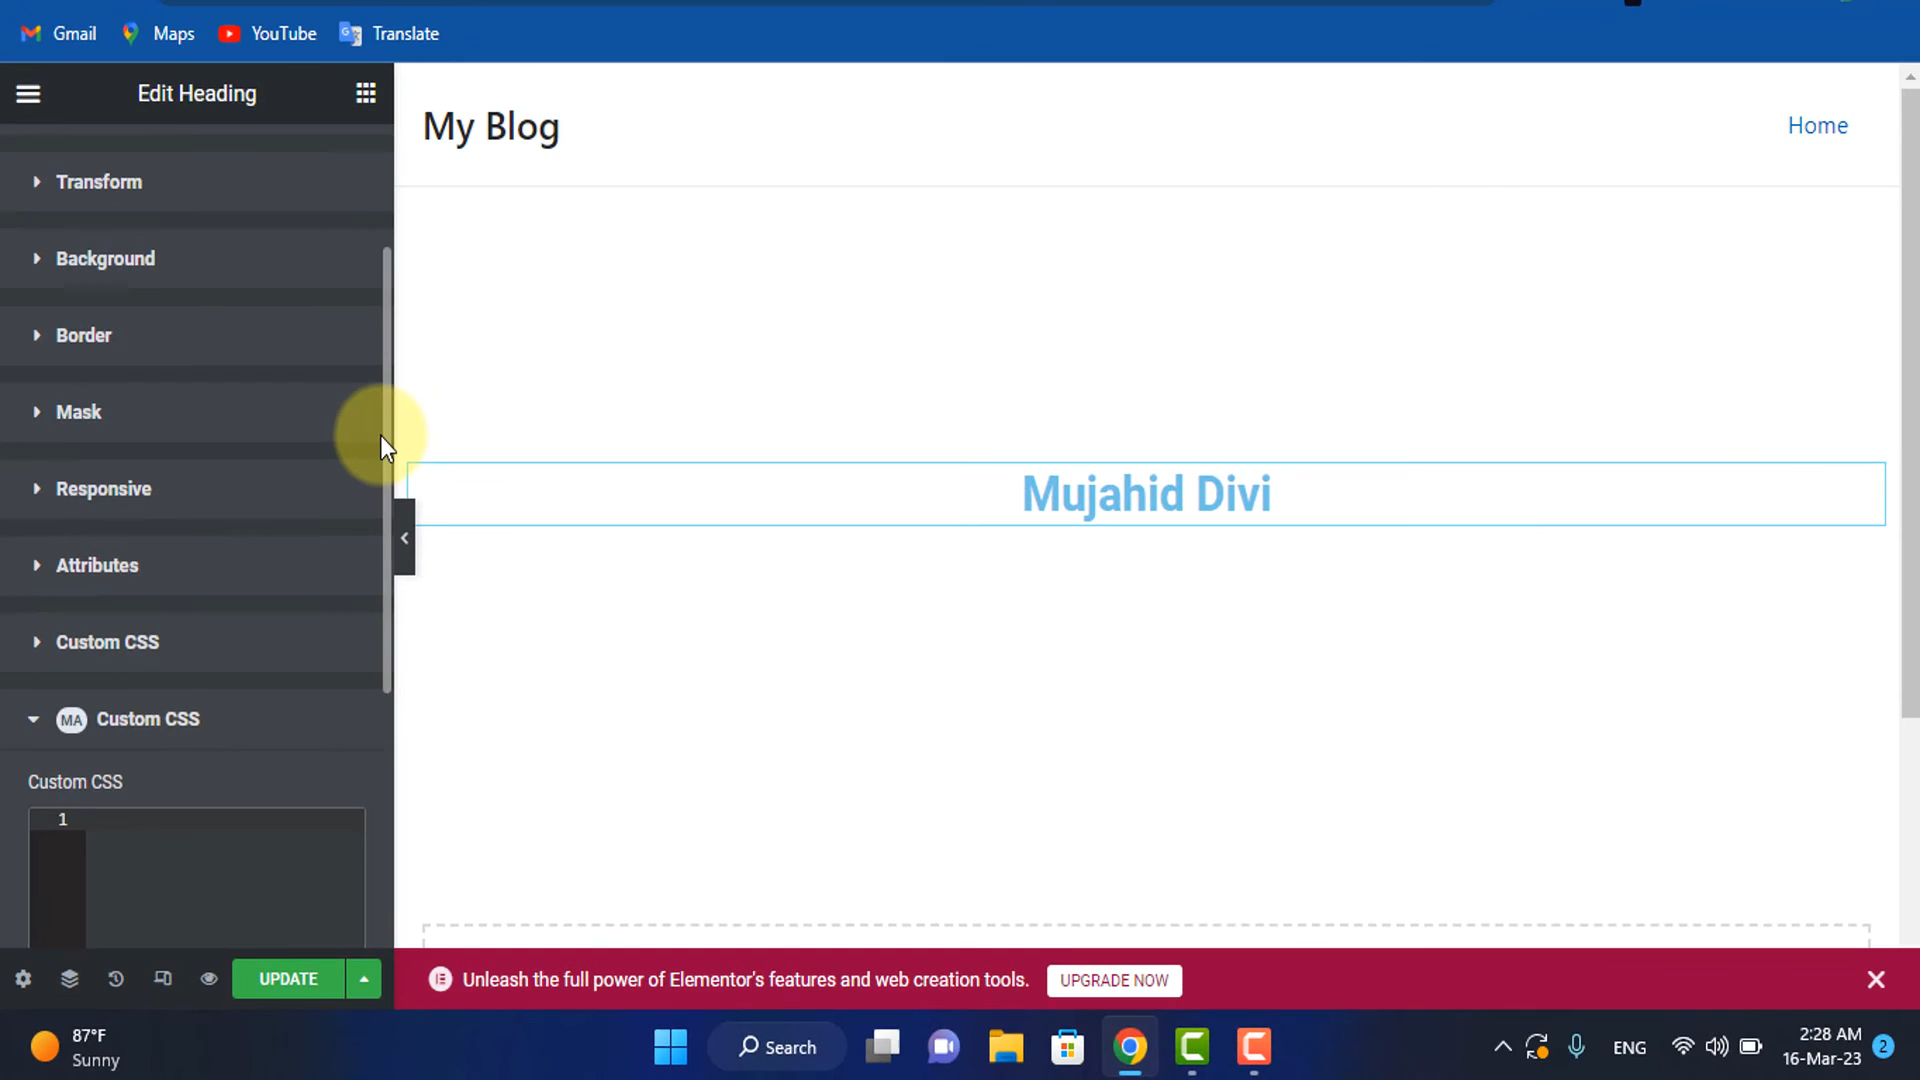 Gmail Maps YouTube Translate
Edit Heading
Transform
Background
Border
Mask
Responsive
Attributes
Custom CSS
MA Custom CSS
Custom CSS
1
UPDATE
My Blog
Home
Mujahid Divi
Unleash the full power of Elementor's features and web creation tools. UPGRADE NOW
87°F
Sunny
Search
ENG
2:28 AM
16-Mar-23
2